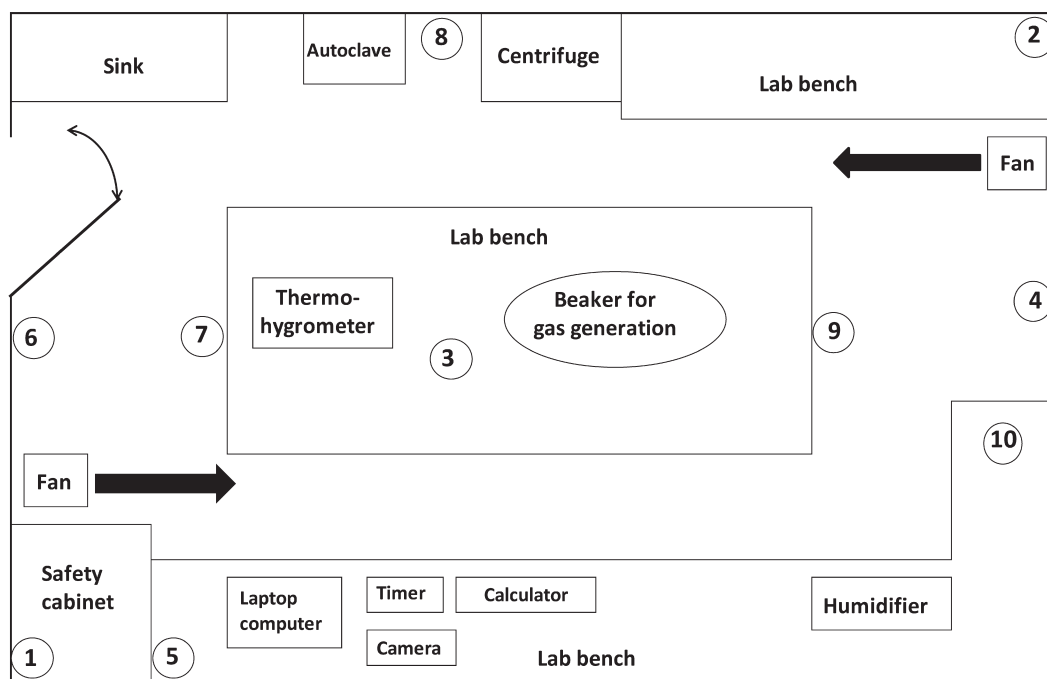 8
2
Sink
Autoclave
Centrifuge
Lab bench
Fan
Lab bench
Thermo-
hygrometer
Beaker for
gas generation
6
7
3
9
4
10
Fan
Safety
cabinet
Laptop
computer
Timer
Calculator
Humidifier
Camera
Lab bench
1
5